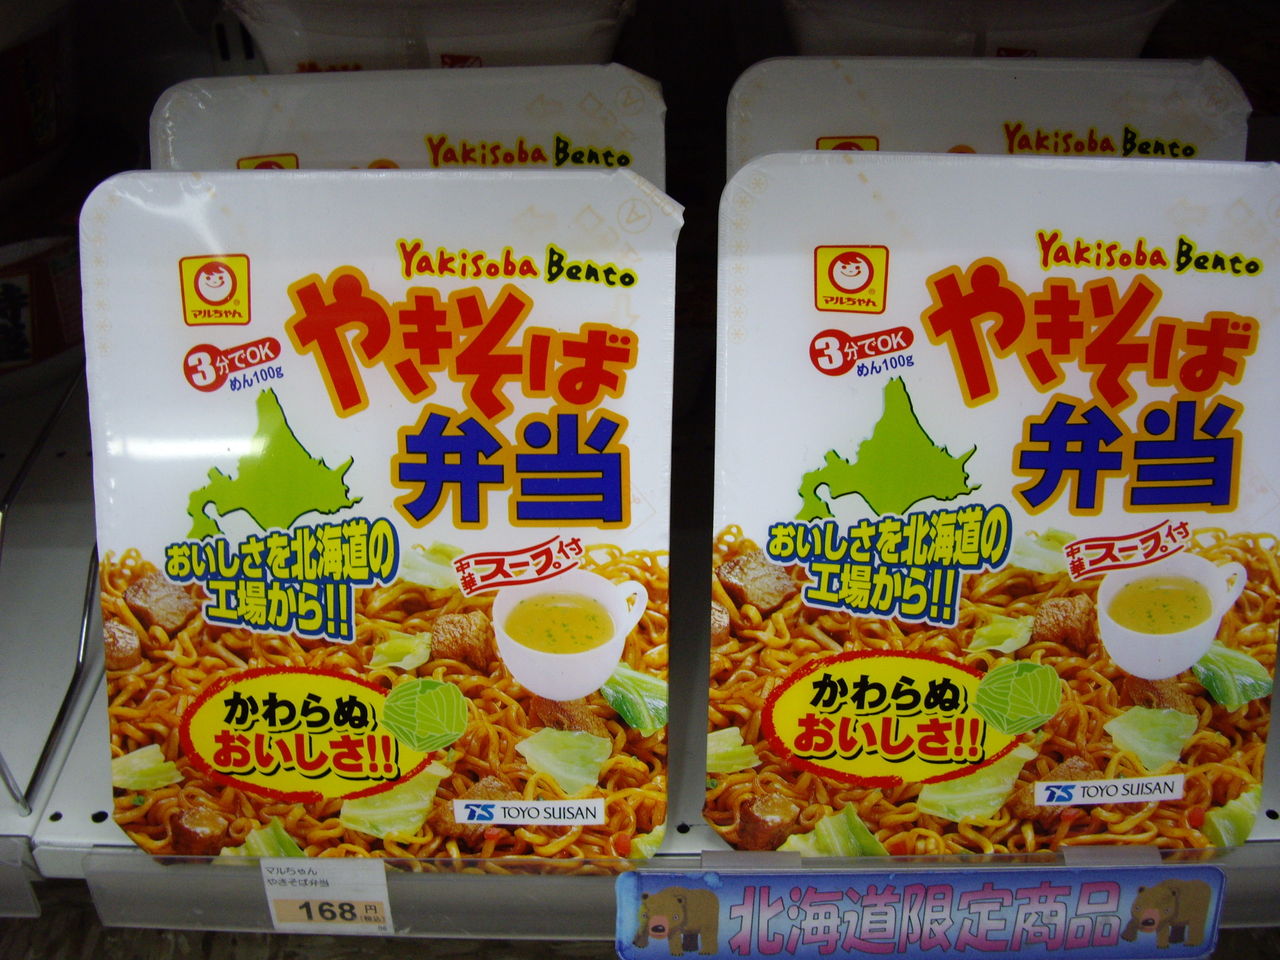 Yakisoba Bento
Yakisoba Bento
Yakisoba Bento
マルちゃん®
やきそば
弁当
3分でOK
めん100g
おいしさを北海道の
工場から!!
中華スープ付
かわらぬ
おいしさ!!
TS TOYO SUISAN
Yakisoba Bento
マルちゃん
やきそば
弁当
3分でOK
めん100g
おいしさを北海道の
工場から!!
中華スープ付
かわらぬ
おいしさ!!
TS TOYO SUISAN
マルちゃん
やきそば弁当
168円
(税込)
北海道限定商品